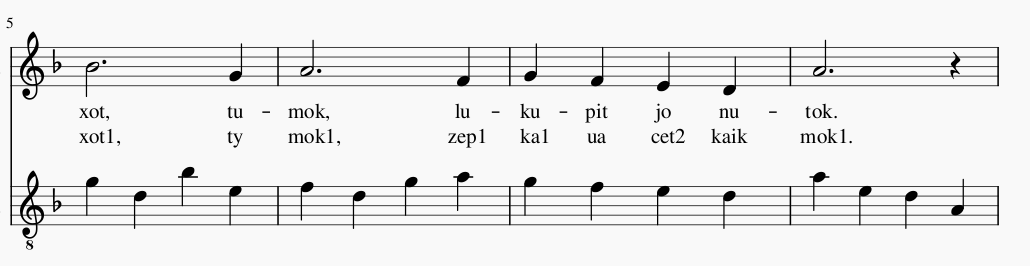 5
xot, tu - mok, lu - ku - pit jo nu - tok.
xot1, ty mok1, zep1 ka1 ua cet2 kaik mok1.
8